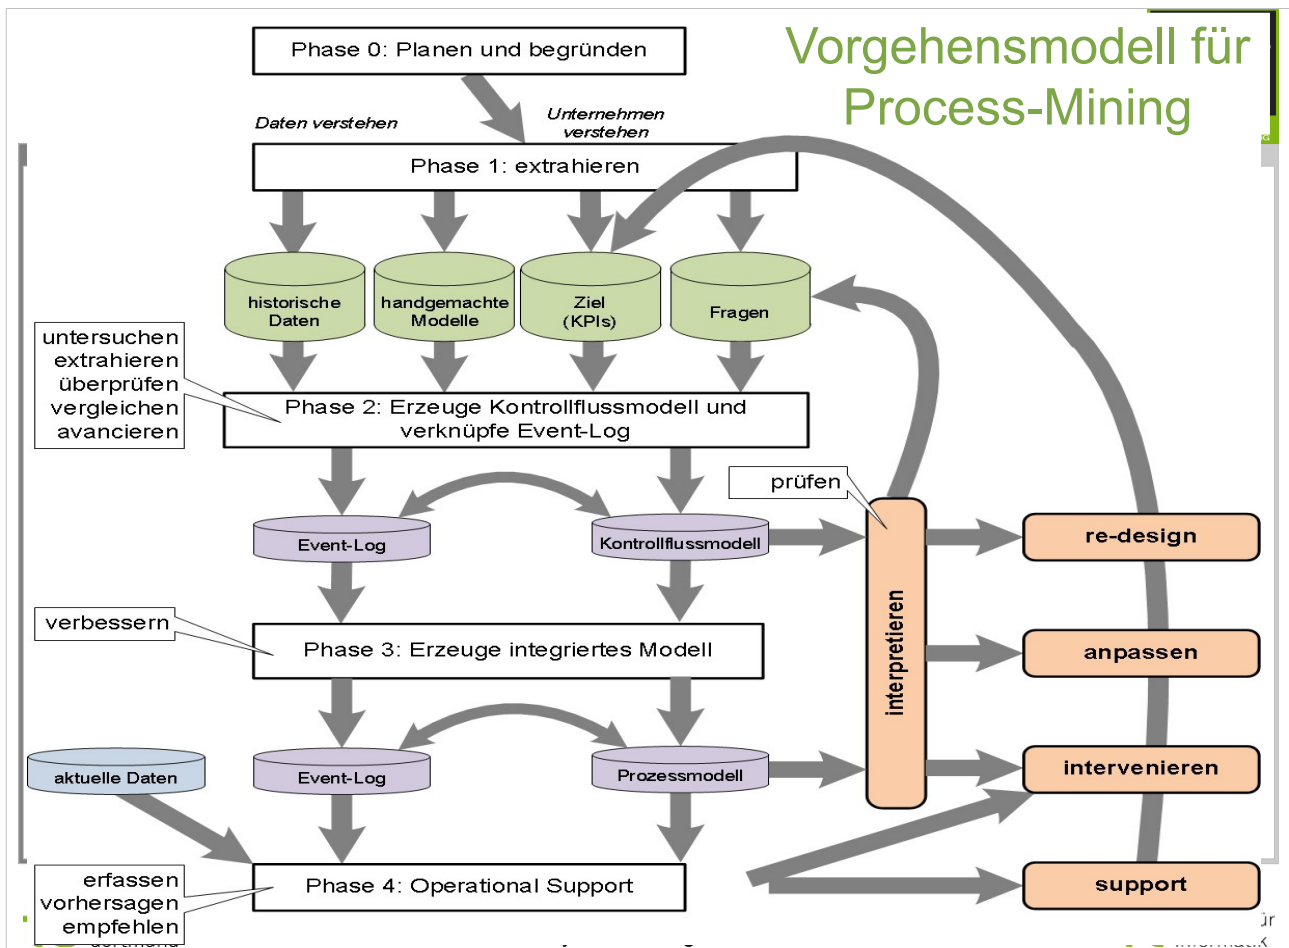 Vorgehensmodell für
Process-Mining
Phase 0: Planen und begründen
Daten verstehen
Unternehmen
verstehen
Phase 1: extrahieren
historische
Daten
handgemachte
Modelle
Ziel
(KPIs)
Fragen
untersuchen
extrahieren
überprüfen
vergleichen
avancieren
Phase 2: Erzeuge Kontrollflussmodell und
verknüpfe Event-Log
prüfen
Event-Log
Kontrollflussmodell
interpretieren
re-design
verbessern
Phase 3: Erzeuge integriertes Modell
anpassen
aktuelle Daten
Event-Log
Prozessmodell
intervenieren
erfassen
vorhersagen
empfehlen
Phase 4: Operational Support
support